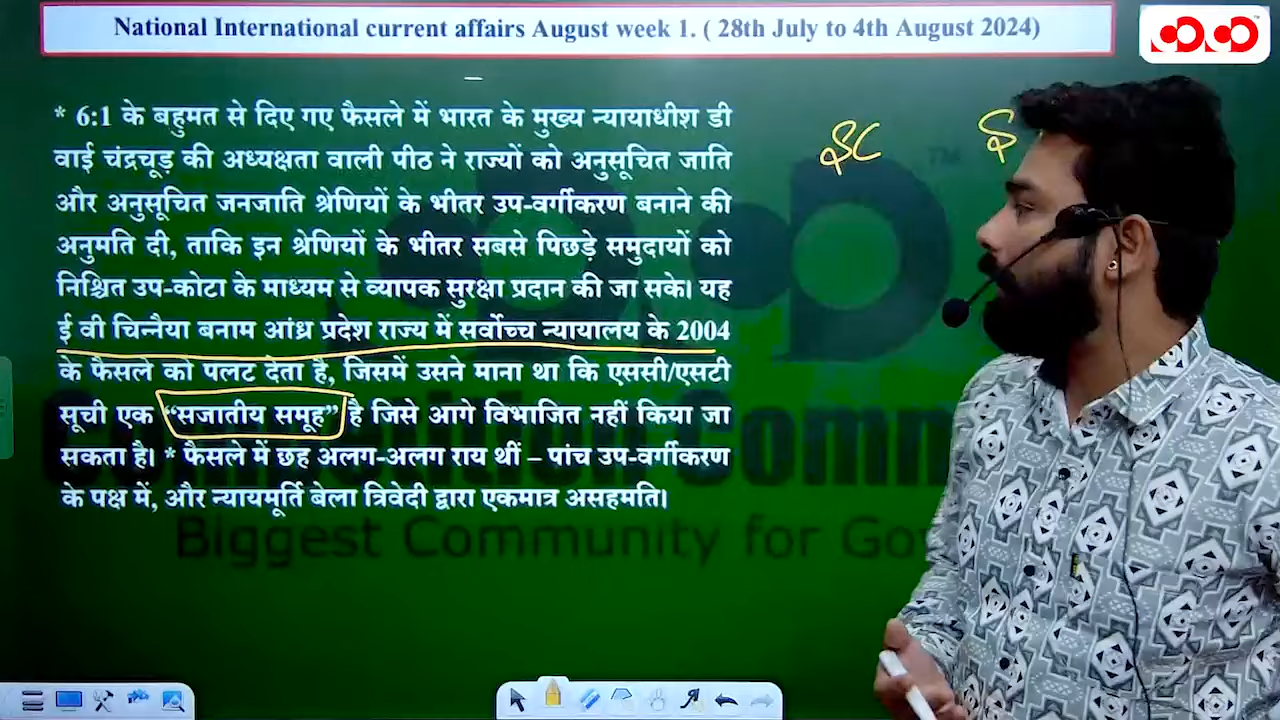 National International current affairs August week 1. ( 28th July to 4th August 2024)
* 6:1 के बहुमत से दिए गए फैसले में भारत के मुख्य न्यायाधीश डी
वाई चंद्रचूड़ की अध्यक्षता वाली पीठ ने राज्यों को अनुसूचित जाति
और अनुसूचित जनजाति श्रेणियों के भीतर उप-वर्गीकरण बनाने की
अनुमति दी, ताकि इन श्रेणियों के भीतर सबसे पिछड़े समुदायों को
निश्चित उप-कोटा के माध्यम से व्यापक सुरक्षा प्रदान की जा सके। यह
ई वी चिन्नैया बनाम आंध्र प्रदेश राज्य में सर्वोच्च न्यायालय के 2004
के फैसले को पलट देता है, जिसमें उसने माना था कि एससी/एसटी
सूची एक “सजातीय समूह” है जिसे आगे विभाजित नहीं किया जा
सकता है। * फैसले में छह अलग-अलग राय थीं – पांच उप-वर्गीकरण
के पक्ष में, और न्यायमूर्ति बेला त्रिवेदी द्वारा एकमात्र असहमति।
SC S
TM
Biggest Community for